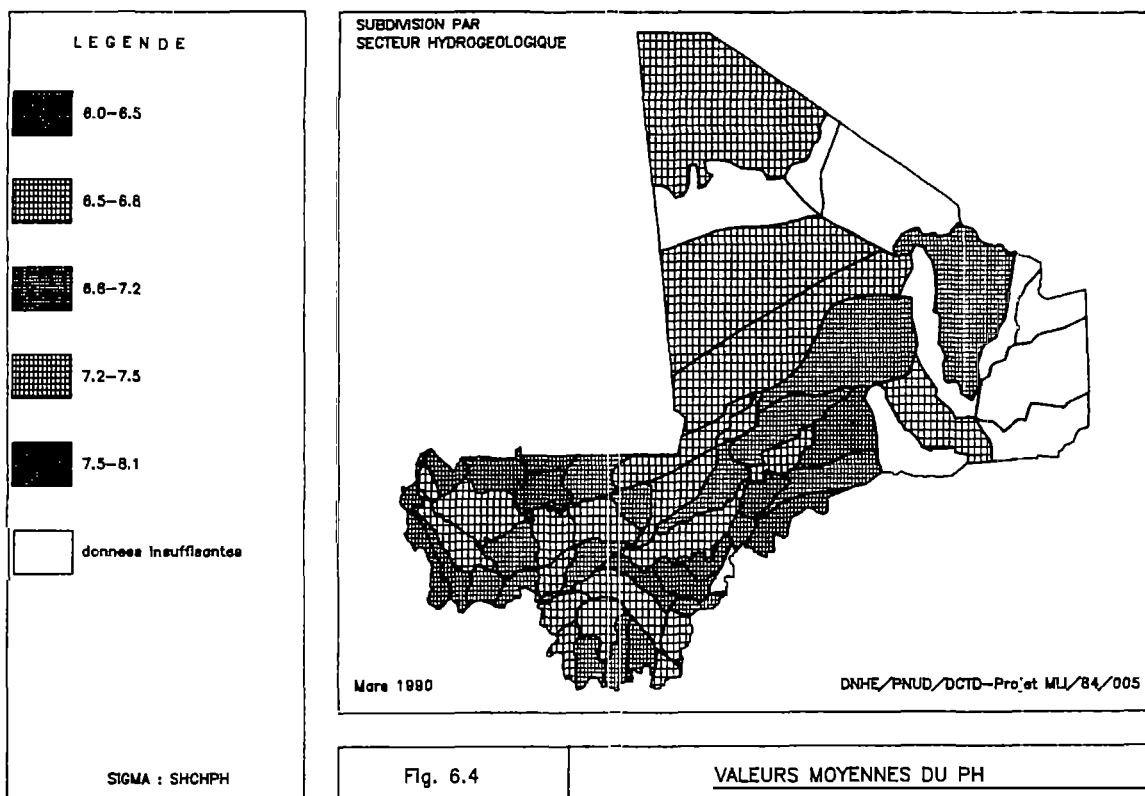 LEGENDE
6.0-6.5
6.5-6.8
6.8-7.2
7.2-7.5
7.5-8.1
donnees insuffisantes
SIGMA : SHCHPH
SUBDIVISION PAR
SECTEUR HYDROGEOLOGIQUE
Mars 1990
DNHE/PNUD/DCTD-Projet MLI/84/005
Fig. 6.4
VALEURS MOYENNES DU PH